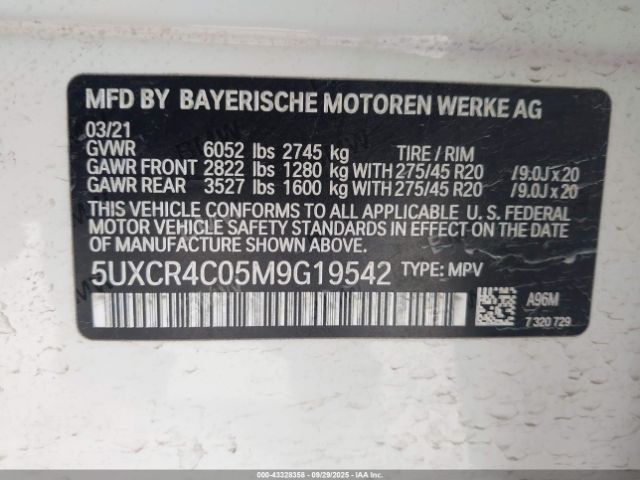 MFD BY BAYERISCHE MOTOREN WERKE AG
03/21
GVWR 6052 lbs 2745 kg TIRE / RIM
GAWR FRONT 2822 lbs 1280 kg WITH 275/45 R20 /9.0J x 20
GAWR REAR 3527 lbs 1600 kg WITH 275/45 R20 /9.0J x 20
THIS VEHICLE CONFORMS TO ALL APPLICABLE U. S. FEDERAL
MOTOR VEHICLE SAFETY STANDARDS IN EFFECT ON THE DATE
OF MANUFACTURE SHOWN ABOVE.
5UXCR4C05M9G19542 TYPE: MPV
A96M
7 320 729
000-43328358 | 09/29/2025 | IAAI.com